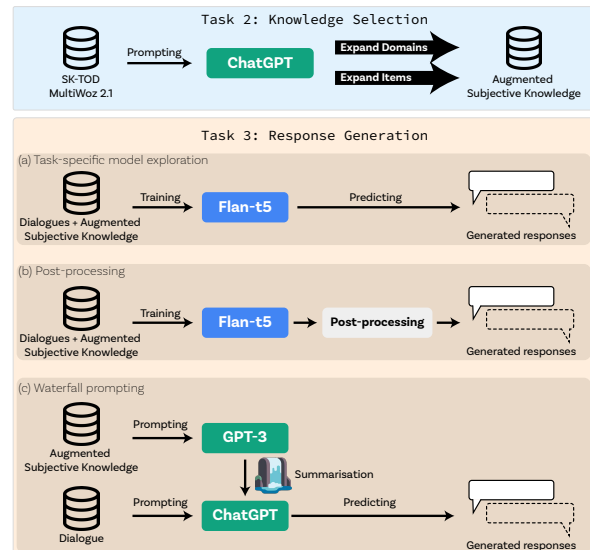 Task 2: Knowledge Selection
SK-TOD
MultiWoz 2.1
Prompting
ChatGPT
Expand Domains
Expand Items
Augmented
Subjective Knowledge
Task 3: Response Generation
(a) Task-specific model exploration
Dialogues + Augmented
Subjective Knowledge
Training
Flan-t5
Predicting
Generated responses
(b) Post-processing
Dialogues + Augmented
Subjective Knowledge
Training
Flan-t5
Post-processing
Generated responses
(c) Waterfall prompting
Augmented
Subjective Knowledge
Prompting
GPT-3
Summarisation
Dialogue
Prompting
ChatGPT
Predicting
Generated responses